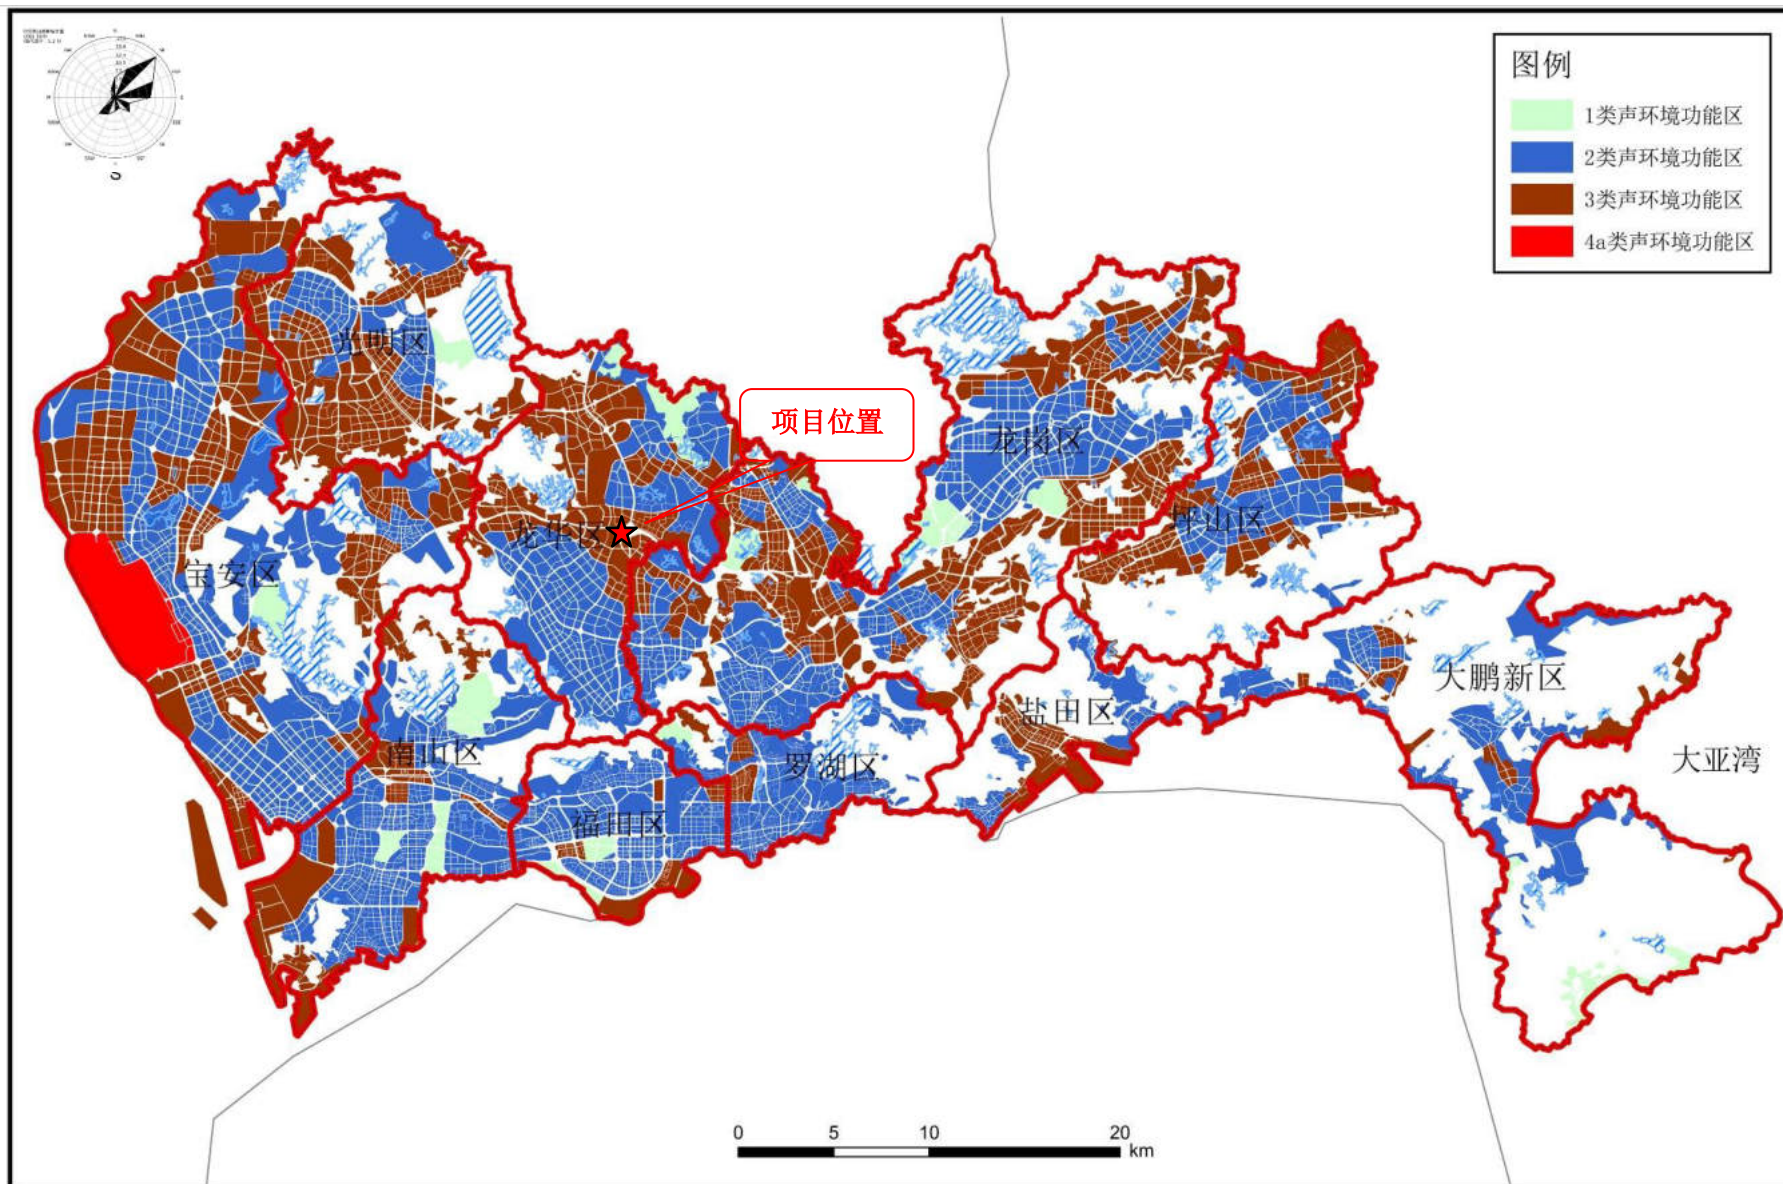 图例
1类声环境功能区
2类声环境功能区
3类声环境功能区
4a类声环境功能区
光明区
项目位置
龙岗区
龙华区
坪山区
宝安区
大鹏新区
盐田区
南山区
罗湖区
大亚湾
福田区
0 5 10 20
km